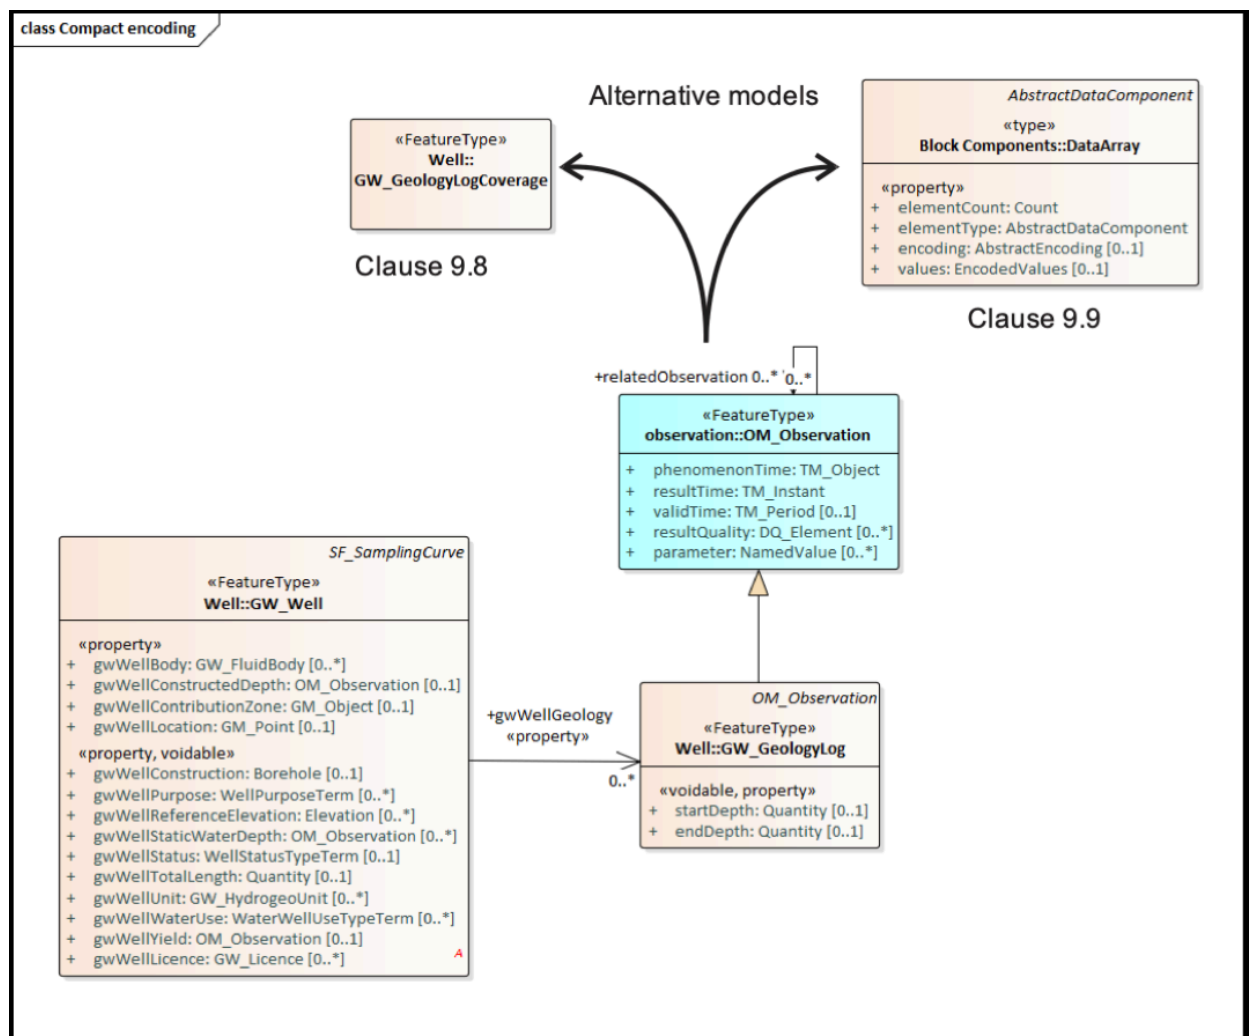 class Compact encoding
Alternative models
«FeatureType»
Well::
GW_GeologyLogCoverage
Clause 9.8
AbstractDataComponent
«type»
Block Components::DataArray
«property»
+ elementCount: Count
+ elementType: AbstractDataComponent
+ encoding: AbstractEncoding [0..1]
+ values: EncodedValues [0..1]
Clause 9.9
+relatedObservation 0..* 0..*
«FeatureType»
observation::OM_Observation
+ phenomenonTime: TM_Object
+ resultTime: TM_Instant
+ validTime: TM_Period [0..1]
+ resultQuality: DQ_Element [0..*]
+ parameter: NamedValue [0..*]
SF_SamplingCurve
«FeatureType»
Well::GW_Well
«property»
+ gwWellBody: GW_FluidBody [0..*]
+ gwWellConstructedDepth: OM_Observation [0..1]
+ gwWellContributionZone: GM_Object [0..1]
+ gwWellLocation: GM_Point [0..1]
«property, voidable»
+ gwWellConstruction: Borehole [0..1]
+ gwWellPurpose: WellPurposeTerm [0..*]
+ gwWellReferenceElevation: Elevation [0..*]
+ gwWellStaticWaterDepth: OM_Observation [0..*]
+ gwWellStatus: WellStatusTypeTerm [0..1]
+ gwWellTotalLength: Quantity [0..1]
+ gwWellUnit: GW_HydrogeoUnit [0..*]
+ gwWellWaterUse: WaterWellUseTypeTerm [0..*]
+ gwWellYield: OM_Observation [0..1]
+ gwWellLicence: GW_Licence [0..*]
A
+gwWellGeology
«property»
0..*
OM_Observation
«FeatureType»
Well::GW_GeologyLog
«voidable, property»
+ startDepth: Quantity [0..1]
+ endDepth: Quantity [0..1]